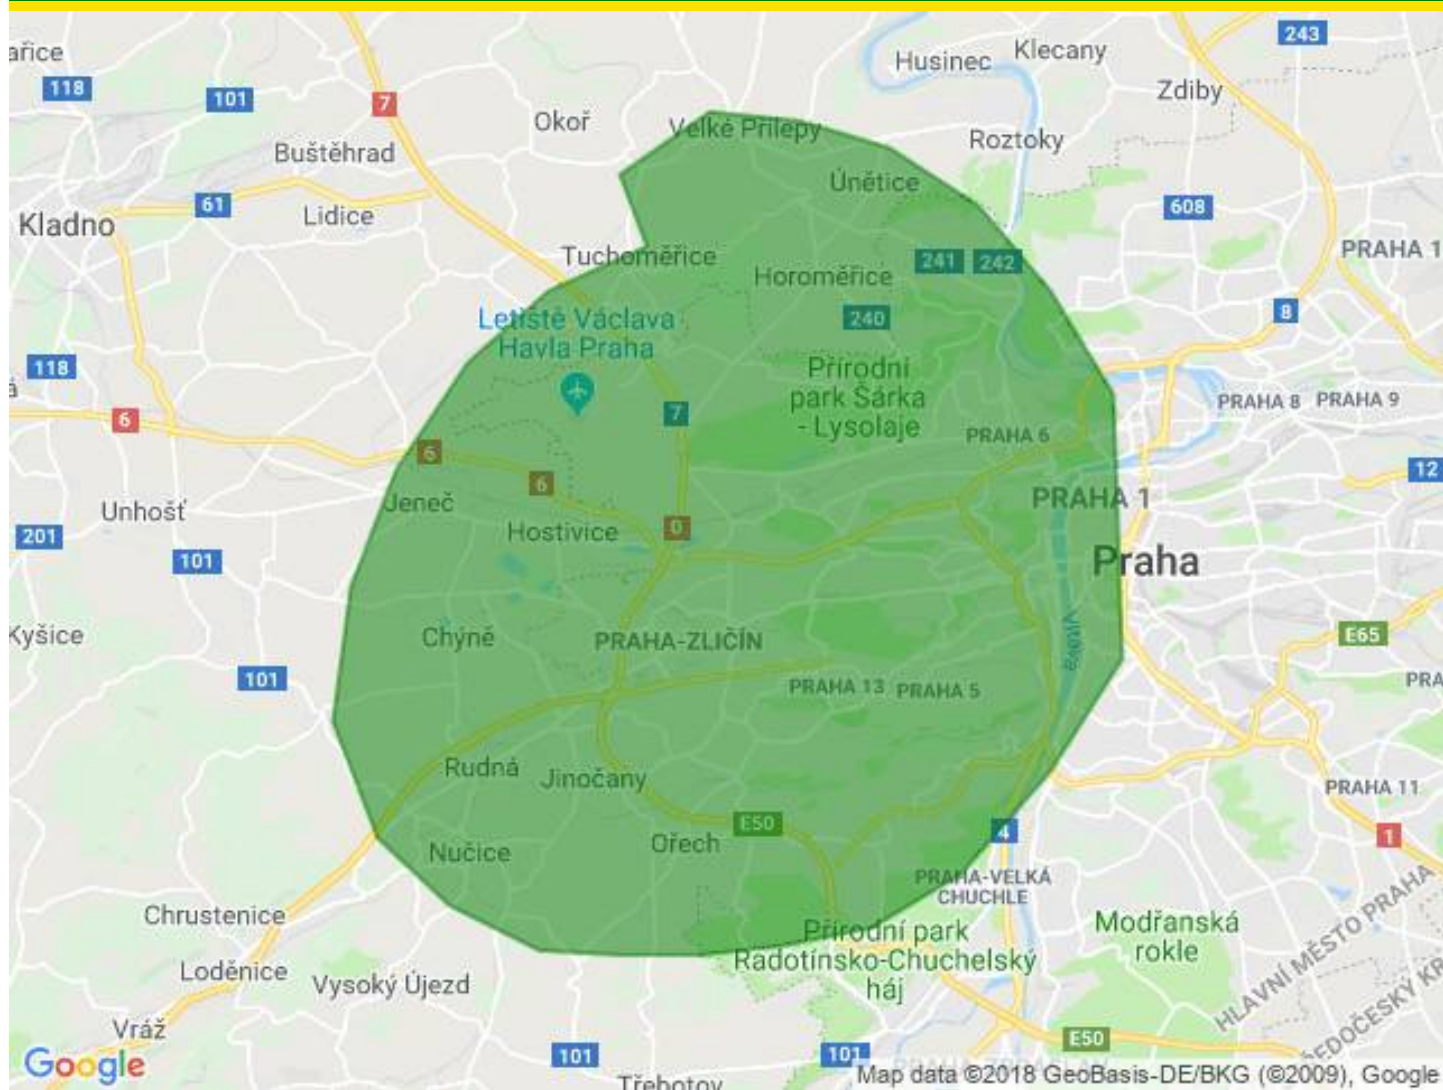 243
Klecany
Husinec
ařice
118
101
7
Zdiby
Okoř
Velké Přílepy
Roztoky
Buštěhrad
Únětice
61
Lidice
608
Kladno
PRAHA 1
Tuchoměřice
241
242
Horoměřice
8
Letiště Václava
Havla Praha
240
118
Přírodní
park Šárka
- Lysolaje
7
PRAHA 8
PRAHA 9
6
PRAHA 6
6
12
6
Jeneč
PRAHA 1
Unhošť
Hostivice
0
201
101
Praha
Kyšice
Chýně
PRAHA-ZLIČÍN
Vltava
E65
101
PRAHA 13
PRAHA 5
PRA
Rudná
Jinočany
PRAHA 11
E50
4
1
Nučice
Ořech
PRAHA-VELKÁ
CHUCHLE
Chrustenice
Modřanská
rokle
Přírodní park
Radotínsko-Chuchelský
háj
HLAVNÍ MĚSTO PRAHA
Loděnice
Vysoký Újezd
Vráž
E50
101
101
Google
Třebotov
Map data ©2018 GeoBasis-DE/BKG (©2009), Google